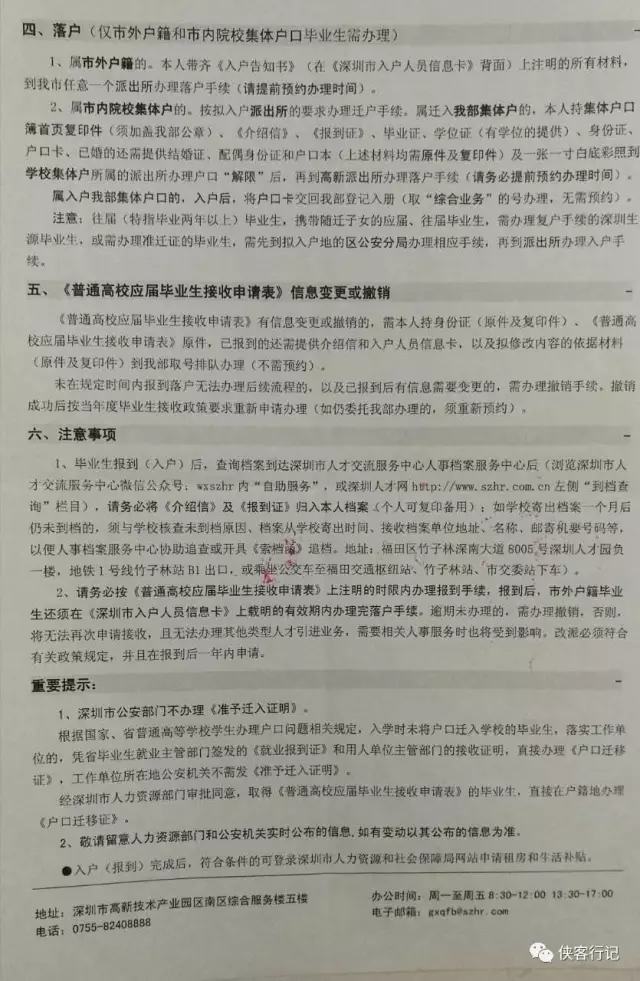 四、落户（仅市外户籍和市内院校集体户口毕业生需办理）
1、属市外户籍的。本人带齐《入户告知书》（在《深圳市入户人员信息卡》背面）上注明的所有材料，
到我市任意一个派出所办理落户手续（请提前预约办理时间）。
2、属市内院校集体户的。按拟入户派出所的要求办理迁户手续。属迁入我部集体户的，本人持集体户口
簿首页复印件（须加盖我部公章）、《介绍信》、《报到证》、毕业证、学位证（有学位的提供）、身份证、
户口卡、已婚的还需提供结婚证、配偶身份证和户口本（上述材料均需原件及复印件）及一张一寸白底彩照到
学校集体户所属的派出所办理户口“解限”后，再到高新派出所办理落户手续（请务必提前预约办理时间）。
属入户我部集体户口的，入户后，将户口卡交回我部登记入册（取“综合业务”的号办理，无需预约）。
注意：往届（特指毕业两年以上）毕业生，携带随迁子女的应届、往届毕业生，需办理复户手续的深圳生
源毕业生，或需办理准迁证的毕业生，需先到拟入户地的区公安分局办理相应手续，再到派出所办理入户手
续。
五、《普通高校应届毕业生接收申请表》信息变更或撤销
《普通高校应届毕业生接收申请表》有信息变更或撤销的，需本人持身份证（原件及复印件）、《普通高
校应届毕业生接收申请表》原件，已报到的还需提供介绍信和入户人员信息卡，以及拟修改内容的依据材料
（原件及复印件）到我部取号排队办理（不需预约）。
未在规定时间内报到落户无法办理后续流程的，以及已报到后有信息需要变更的，需办理撤销手续。撤销
成功后按当年度毕业生接收政策要求重新申请办理（如仍委托我部办理的，须重新预约）。
六、注意事项
1、毕业生报到（入户）后，查询档案到达深圳市人才交流服务中心人事档案服务中心后（浏览深圳市人
才交流服务中心微信公众号：wxszhr 内“自助服务”，或深圳人才网 http://www.szhr.com.cn 左侧“到档查
询”栏目），请务必将《介绍信》及《报到证》归入本人档案（个人可复印备用）；如学校寄出档案一个月后
仍未到档的，须与学校核查未到档原因、档案从学校寄出时间、接收档案单位地址、名称、邮寄机要号码等，
以便人事档案服务中心协助追查或开具《索档函》追档。地址：福田区竹子林深南大道 8005 号深圳人才园负
一楼，地铁 1 号线竹子林站 B1 出口，或乘坐公交车至福田交通枢纽站、竹子林站、市交委站下车）。
2、请务必按《普通高校应届毕业生接收申请表》上注明的时限内办理报到手续，报到后，市外户籍毕业
生还须在《深圳市入户人员信息卡》上载明的有效期内办理完落户手续。逾期未办理的，需办理撤销，否则，
将无法再次申请接收，且无法办理其他类型人才引进业务，需要相关人事服务时也将受到影响。改派必须符合
有关政策规定，并且在报到后一年内申请。
重要提示：
1、深圳市公安部门不办理《准予迁入证明》。
根据国家、省普通高等学校学生办理户口问题相关规定，入学时未将户口迁入学校的毕业生，落实工作单
位的，凭省毕业生就业主管部门签发的《就业报到证》和用人单位主管部门的接收证明，直接办理《户口迁移
证》，工作单位所在地公安机关不需发《准予迁入证明》。
经深圳市人力资源部门审批同意，取得《普通高校应届毕业生接收申请表》的毕业生，直接在户籍地办理
《户口迁移证》。
2、敬请留意人力资源部门和公安机关实时公布的信息，如有变动以其公布的信息为准。
●入户（报到）完成后，符合条件的可登录深圳市人力资源和社会保障局网站申请租房和生活补贴。
地址：深圳市高新技术产业园区南区综合服务楼五楼
电话：0755-82408888
办公时间：周一至周五 8:30-12:00 13:30-17:00
电子邮箱：gxqfb@szhr.com
侠客行记